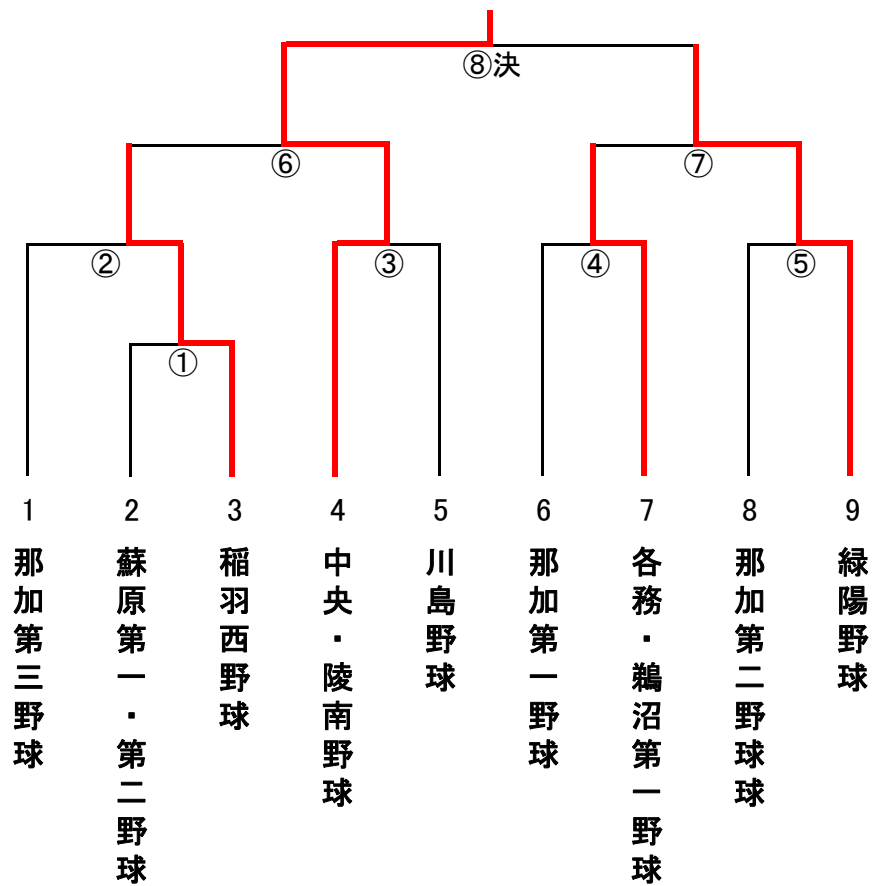 ⑧決
⑥
⑦
②
③
④
⑤
①
1
2
3
4
5
6
7
8
9
那加第三野球
蘇原第一・第二野球
稲羽西野球
中央・陵南野球
川島野球
那加第一野球
各務・鵜沼第一野球
那加第二野球球
緑陽野球